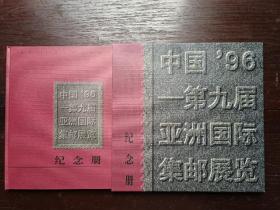 中国 '96
—第九届
亚洲国际
集邮展览
纪念册
中国 '96
—第九届
亚洲国际
集邮展览
纪念册